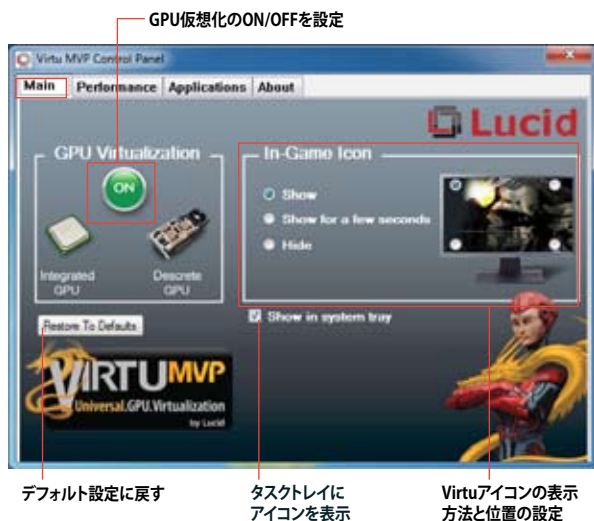 GPU仮想化のON/OFFを設定
Virtu MVP Control Panel
Main Performance Applications About
Lucid
GPU Virtualization
In-Game Icon
ON
Show
Show for a few seconds
Hide
Integrated
GPU
Descrete
GPU
Restore To Defaults
Show in system tray
VIRTU MVP
Universal.GPU.Virtualization
by Lucid
デフォルト設定に戻す
タスクトレイに
アイコンを表示
Virtuアイコンの表示
方法と位置の設定